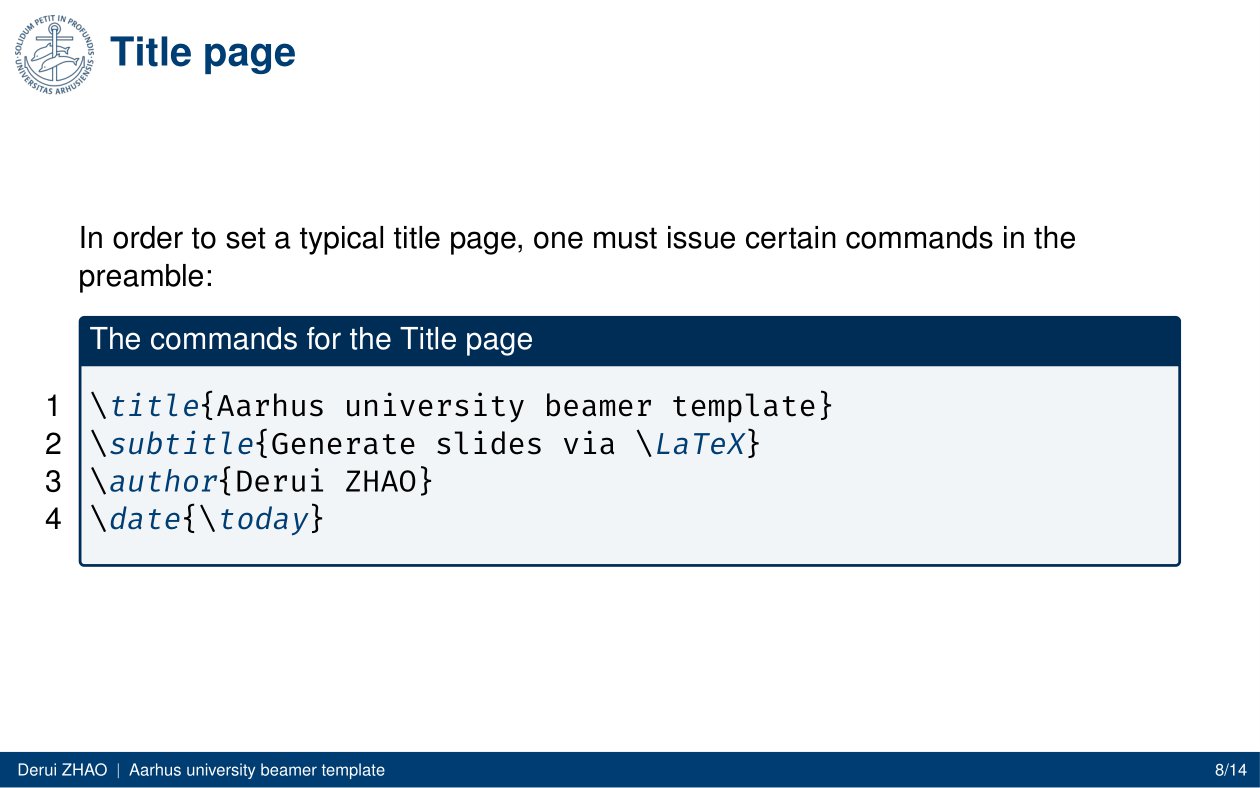 SOLIDUM PETIT IN PROFUNDIS
UNIVERSITAS ARHUSIENSIS
Title page
In order to set a typical title page, one must issue certain commands in the
preamble:
The commands for the Title page
1 \title{Aarhus university beamer template}
2 \subtitle{Generate slides via \LaTeX}
3 \author{Derui ZHAO}
4 \date{\today}
Derui ZHAO | Aarhus university beamer template 8/14